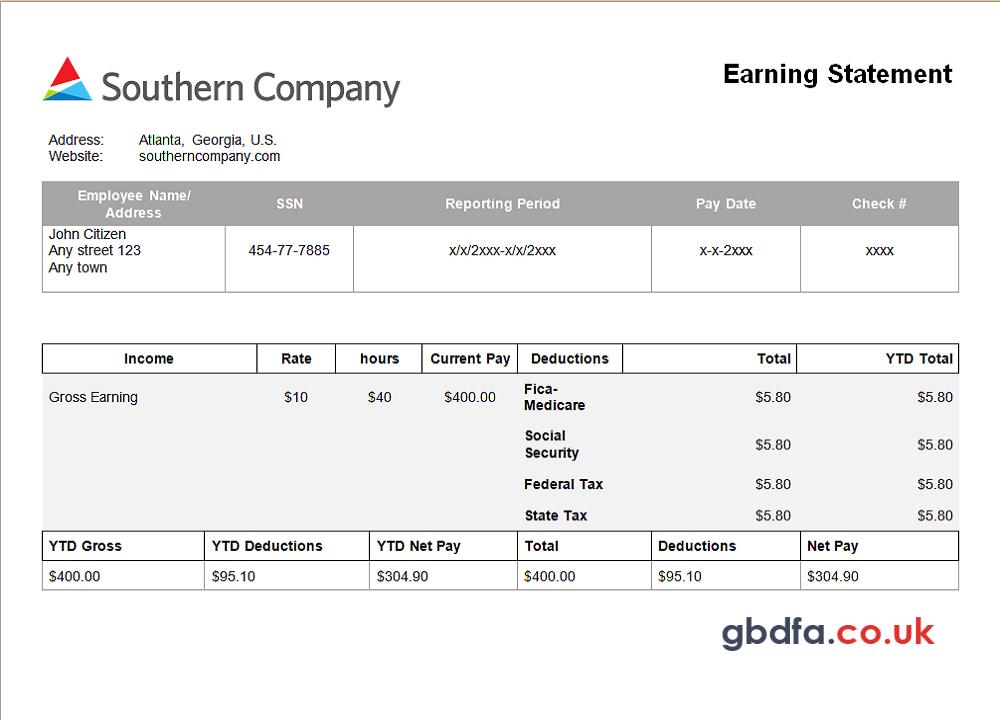 Southern Company
Earning Statement
Address: Atlanta, Georgia, U.S.
Website: southerncompany.com
Employee Name/
Address
SSN
Reporting Period
Pay Date
Check #
John Citizen
Any street 123
Any town
454-77-7885
x/x/2xxx-x/x/2xxx
x-x-2xxx
xxxx
Income Rate hours Current Pay Deductions Total YTD Total
Gross Earning $10 $40 $400.00
Fica-
Medicare
$5.80 $5.80
Social
Security
$5.80 $5.80
Federal Tax $5.80 $5.80
State Tax $5.80 $5.80
YTD Gross YTD Deductions YTD Net Pay Total Deductions Net Pay
$400.00 $95.10 $304.90 $400.00 $95.10 $304.90
gbdfa.co.uk